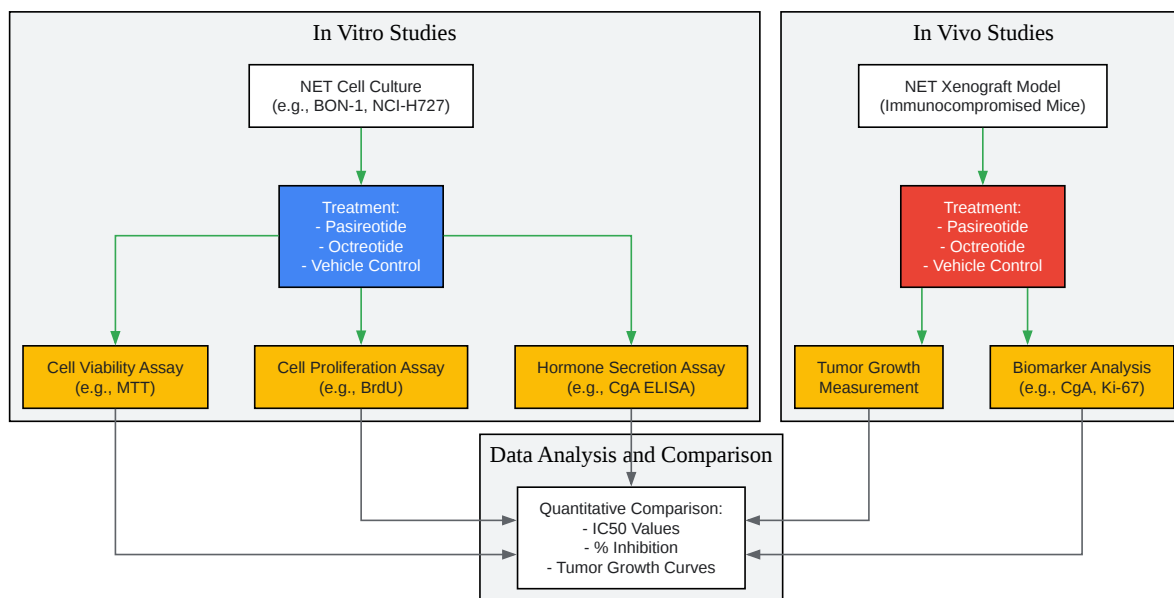 In Vitro Studies
NET Cell Culture
(e.g., BON-1, NCI-H727)
Treatment:
- Pasireotide
- Octreotide
- Vehicle Control
Cell Viability Assay
(e.g., MTT)
Cell Proliferation Assay
(e.g., BrdU)
Hormone Secretion Assay
(e.g., CgA ELISA)
In Vivo Studies
NET Xenograft Model
(Immunocompromised Mice)
Treatment:
- Pasireotide
- Octreotide
- Vehicle Control
Tumor Growth
Measurement
Biomarker Analysis
(e.g., CgA, Ki-67)
Data Analysis and Comparison
Quantitative Comparison:
- IC50 Values
- % Inhibition
- Tumor Growth Curves